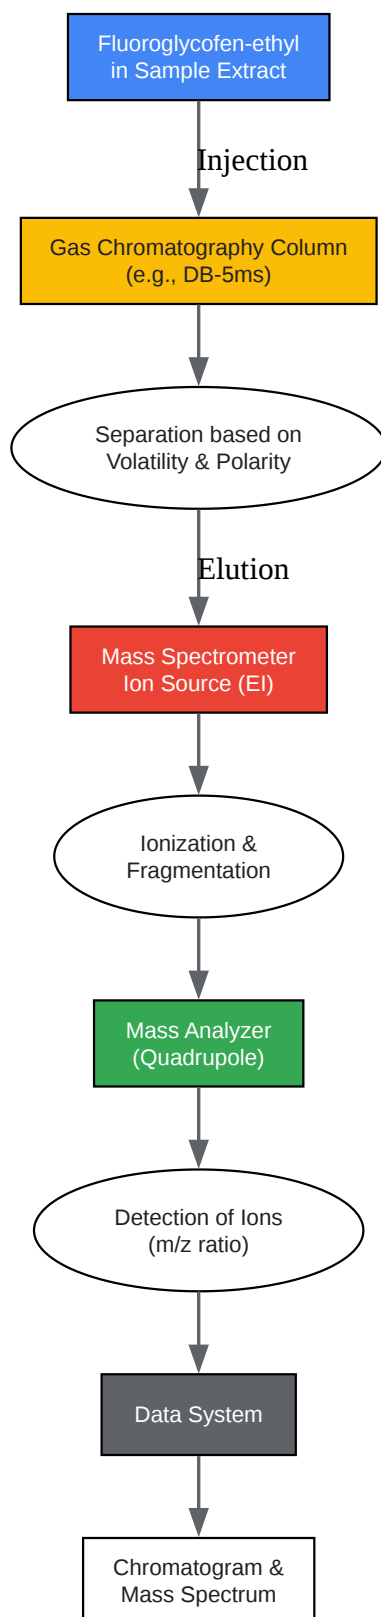 Fluoroglycofen-ethyl
in Sample Extract
Injection
Gas Chromatography Column
(e.g., DB-5ms)
Separation based on
Volatility & Polarity
Elution
Mass Spectrometer
Ion Source (EI)
Ionization &
Fragmentation
Mass Analyzer
(Quadrupole)
Detection of Ions
(m/z ratio)
Data System
Chromatogram &
Mass Spectrum